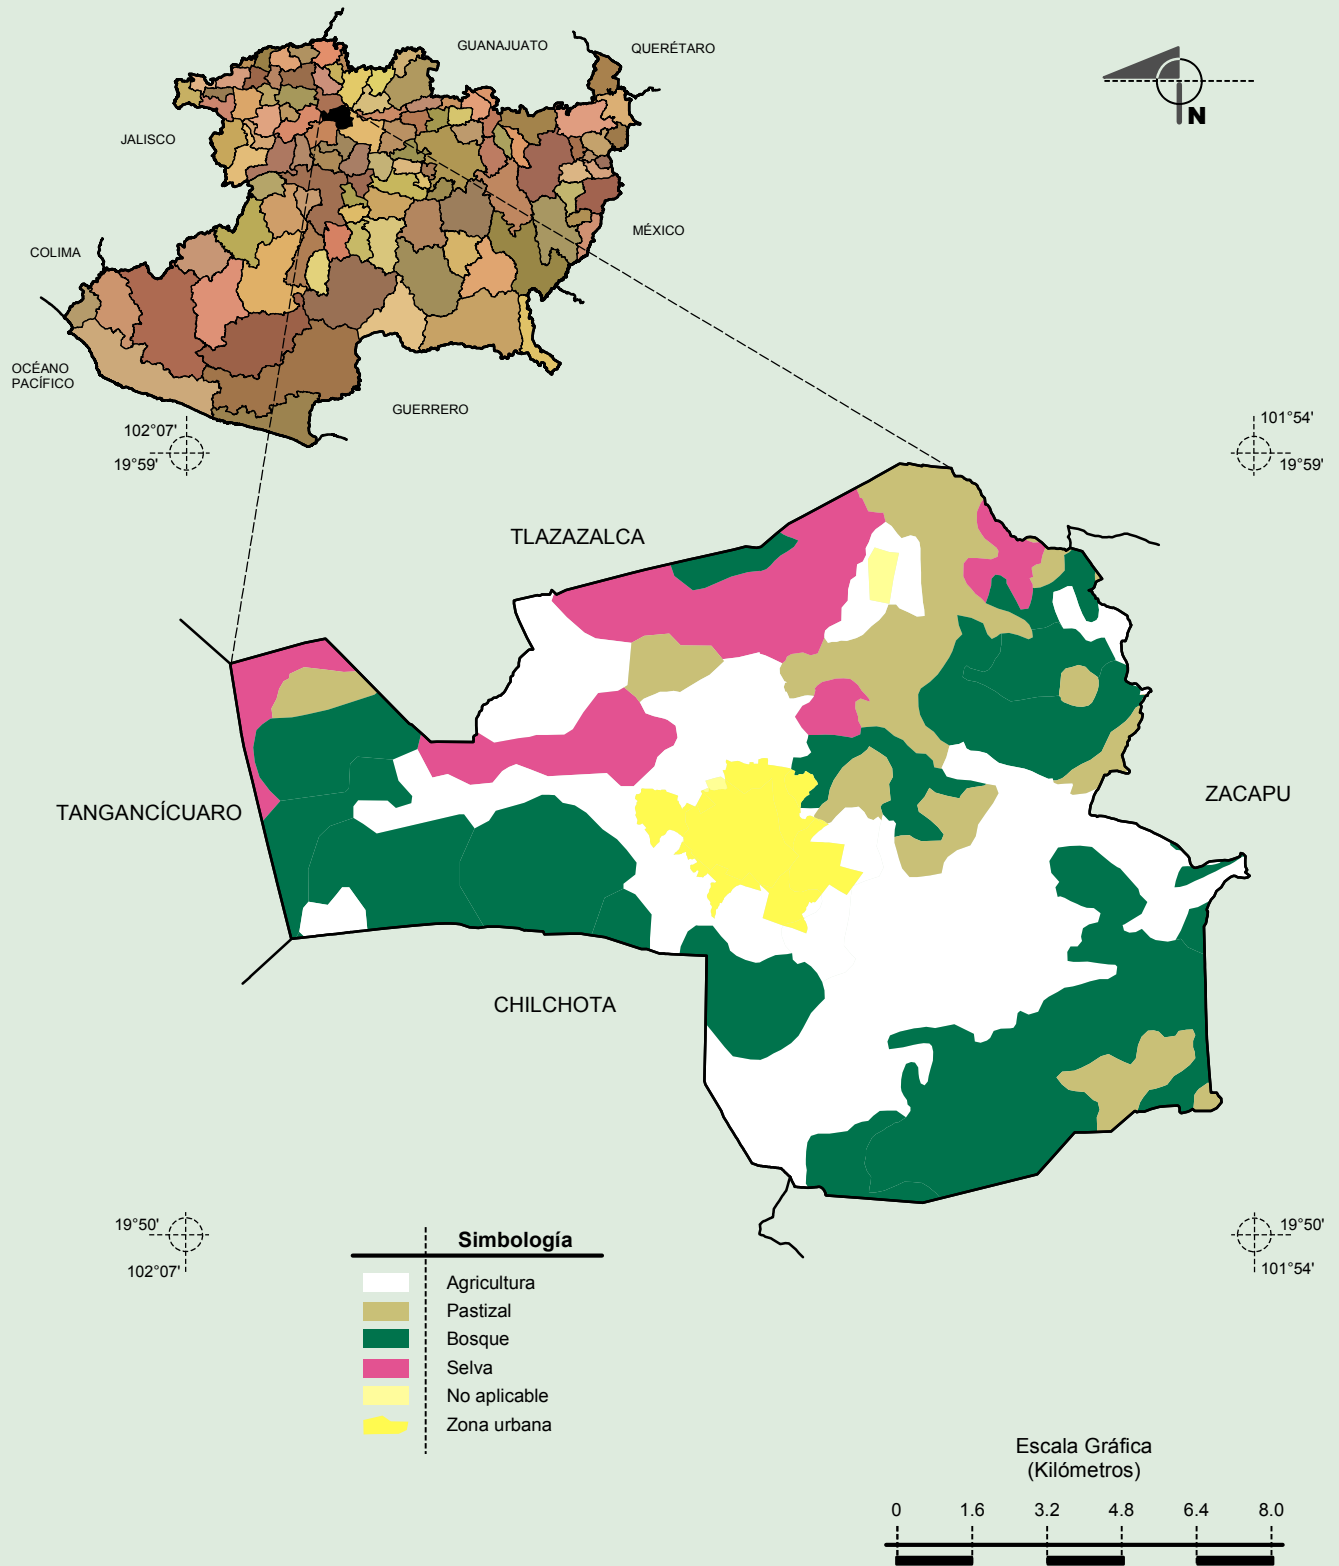 GUANAJUATO
QUERÉTARO
N
JALISCO
MÉXICO
COLIMA
OCÉANO
PACÍFICO
GUERRERO
102°07'
19°59'
101°54'
19°59'
TLAZAZALCA
TANGANCÍCUARO
ZACAPU
CHILCHOTA
19°50'
102°07'
19°50'
101°54'
Simbología
Agricultura
Pastizal
Bosque
Selva
No aplicable
Zona urbana
Escala Gráfica
(Kilómetros)
0 1.6 3.2 4.8 6.4 8.0